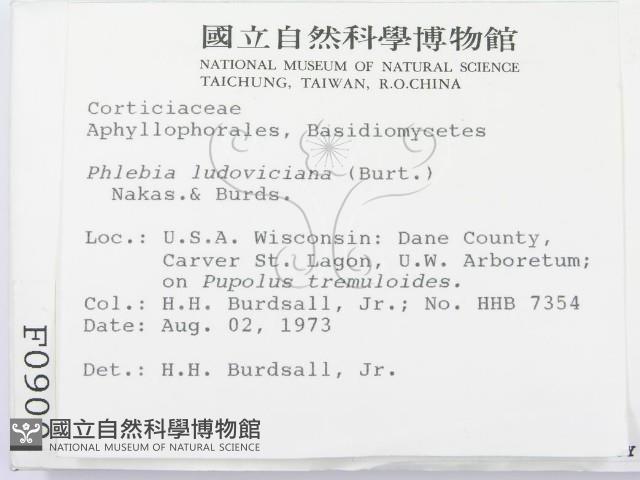 國立自然科學博物館
NATIONAL MUSEUM OF NATURAL SCIENCE
TAICHUNG, TAIWAN, R.O.CHINA
Corticiaceae
Aphyllophorales, Basidiomycetes
Phlebia ludoviciana (Burt.)
Nakas.& Burds.
Loc.: U.S.A. Wisconsin: Dane County,
Carver St. Lagon, U.W. Arboretum;
on Pupolus tremuloides.
Col.: H.H. Burdsall, Jr.; No. HHB 7354
Date: Aug. 02, 1973
Det.: H.H. Burdsall, Jr.
國立自然科學博物館
NATIONAL MUSEUM OF NATURAL SCIENCE